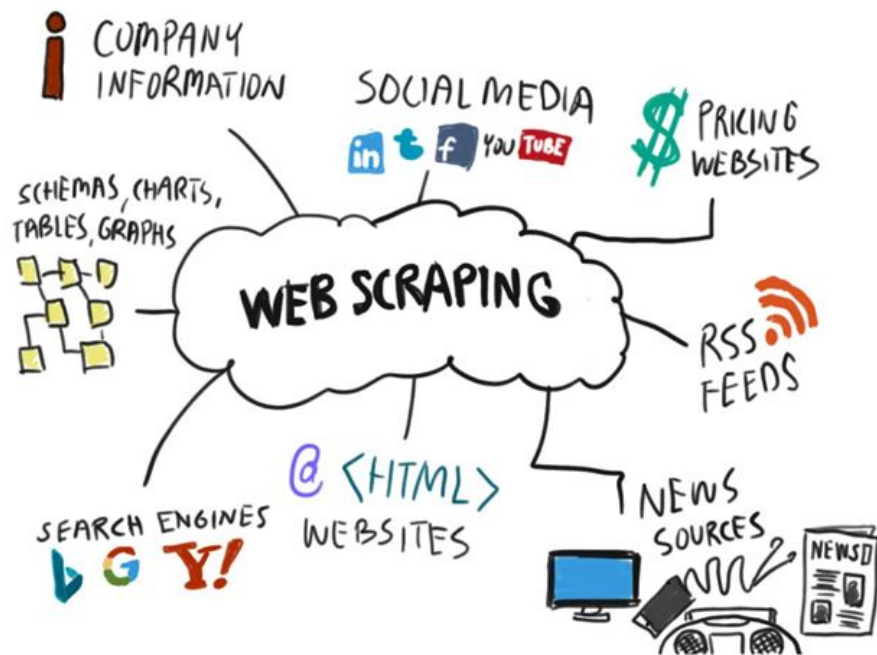 COMPANY
INFORMATION
SOCIAL MEDIA
in t f YOU TUBE
$ PRICING
WEBSITES
SCHEMAS, CHARTS,
TABLES, GRAPHS
WEB SCRAPING
RSS
FEEDS
@ <HTML>
WEBSITES
SEARCH ENGINES
b G Y!
NEWS
SOURCES
NEWS